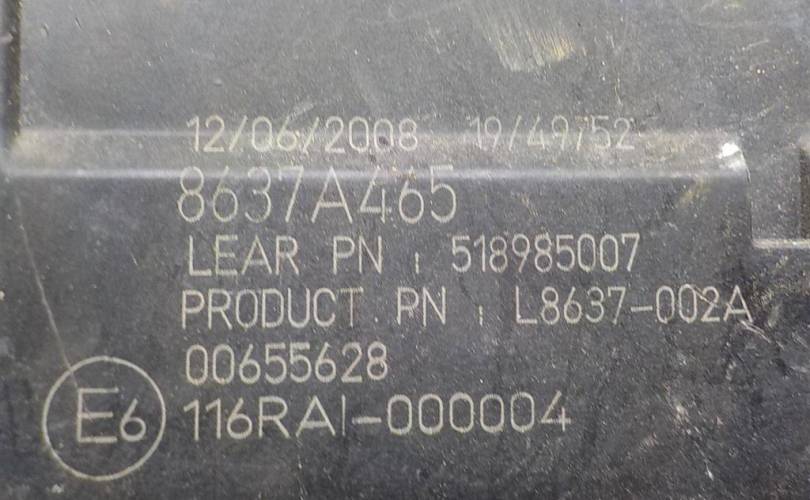 12/06/2008 19/49/52
8637A465
LEAR PN : 518985007
PRODUCT PN : L8637-002A
00655628
E6 116RAI-000004